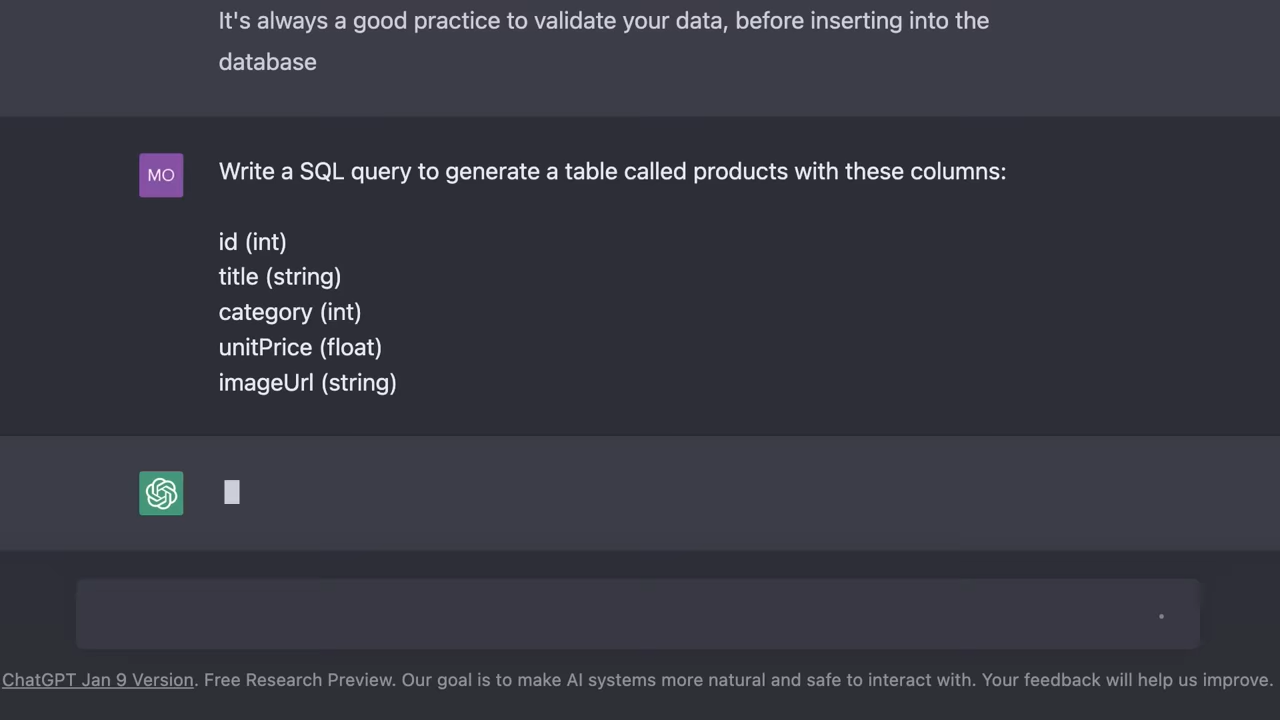 It's always a good practice to validate your data, before inserting into the
database
MO
Write a SQL query to generate a table called products with these columns:
id (int)
title (string)
category (int)
unitPrice (float)
imageUrl (string)
ChatGPT Jan 9 Version. Free Research Preview. Our goal is to make AI systems more natural and safe to interact with. Your feedback will help us improve.